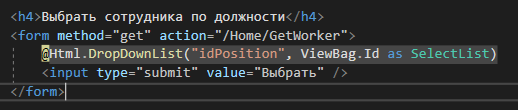 <h4>Выбрать сотрудника по должности</h4>
<form method="get" action="/Home/GetWorker">
@Html.DropDownList("idPosition", ViewBag.Id as SelectList)
<input type="submit" value="Выбрать" />
</form>